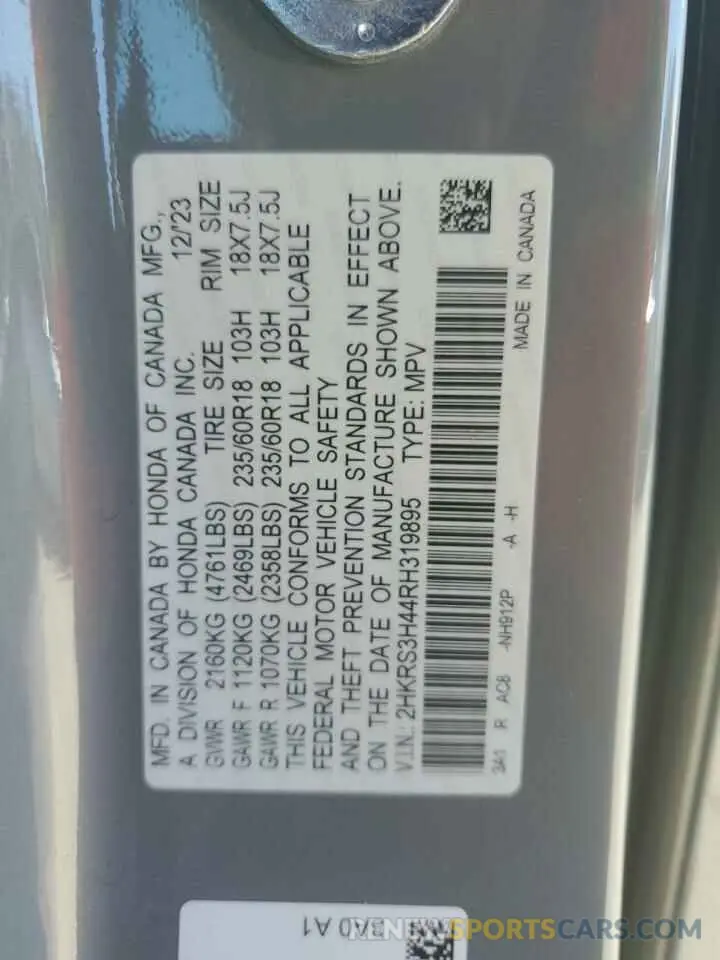 MFD. IN CANADA BY HONDA OF CANADA MFG.,
A DIVISION OF HONDA CANADA INC. 12/'23
GVWR 2160KG (4761LBS) TIRE SIZE RIM SIZE
GAWR F 1120KG (2469LBS) 235/60R18 103H 18X7.5J
GAWR R 1070KG (2358LBS) 235/60R18 103H 18X7.5J
THIS VEHICLE CONFORMS TO ALL APPLICABLE
FEDERAL MOTOR VEHICLE SAFETY
AND THEFT PREVENTION STANDARDS IN EFFECT
ON THE DATE OF MANUFACTURE SHOWN ABOVE.
V.I.N.: 2HKRS3H44RH319895 TYPE: MPV
3A1 R AC8 -NH912P -A -H MADE IN CANADA
3A0 A1
RENEWSPORTSCARS.COM